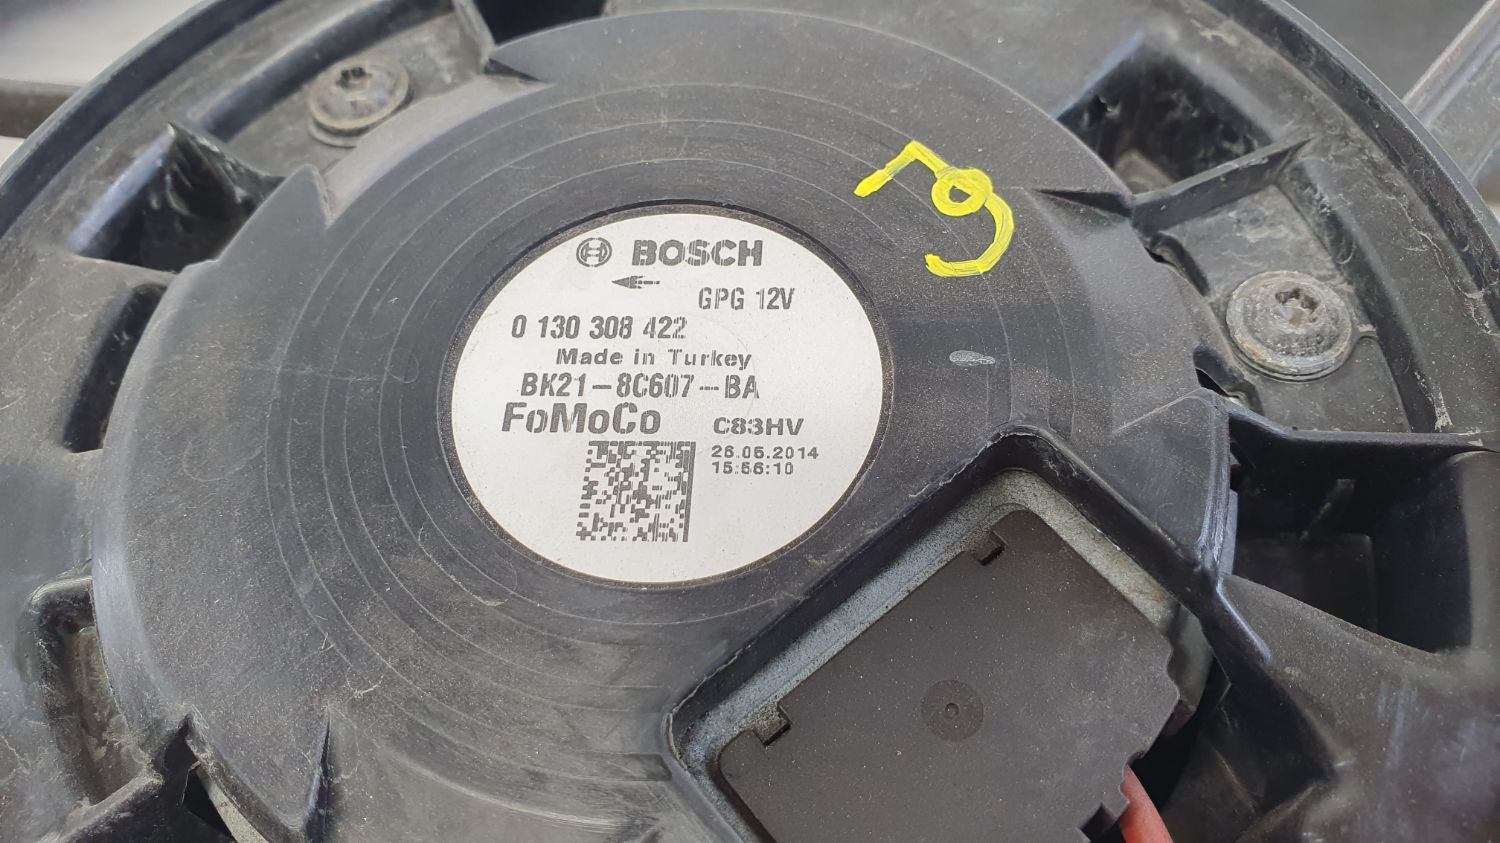 BOSCH
GPG 12V
0 130 308 422
Made in Turkey
BK21-8C607-BA
FoMoCo C83HV
26.05.2014
15:56:10